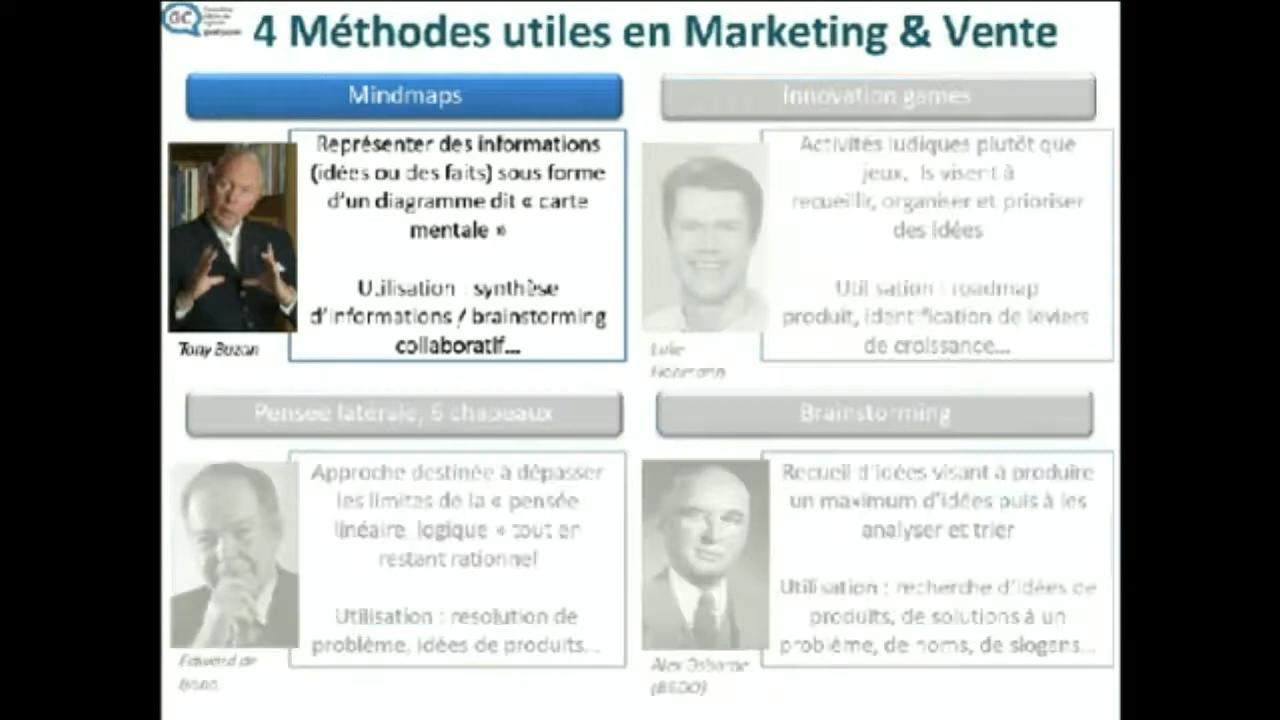 4 Méthodes utiles en Marketing & Vente
Mindmaps
Représenter des informations
(idées ou des faits) sous forme
d'un diagramme dit « carte
mentale »
Utilisation : synthèse
d'informations / brainstorming
collaboratif...
Tony Buzan
Innovation games
Activités ludiques plutôt que
jeux, ls visent à
recueillir, organiser et prioriser
des idées
Utilisation : roadmap
produit, identification de leviers
de croissance...
Luke
Hohmann
Pensée latérale, 6 chapeaux
Approche destinée à dépasser
les limites de la « pensée
linéaire, logique « tout en
restant rationnel
Utilisation : résolution de
problème, idées de produits...
Edward de
Bono
Brainstorming
Recueil d'idées visant à produire
un maximum d'idées puis à les
analyser et trier
Utilisation : recherche d'idées de
produits, de solutions à un
problème, de noms, de slogans...
Alex Osborne
(BBDO)